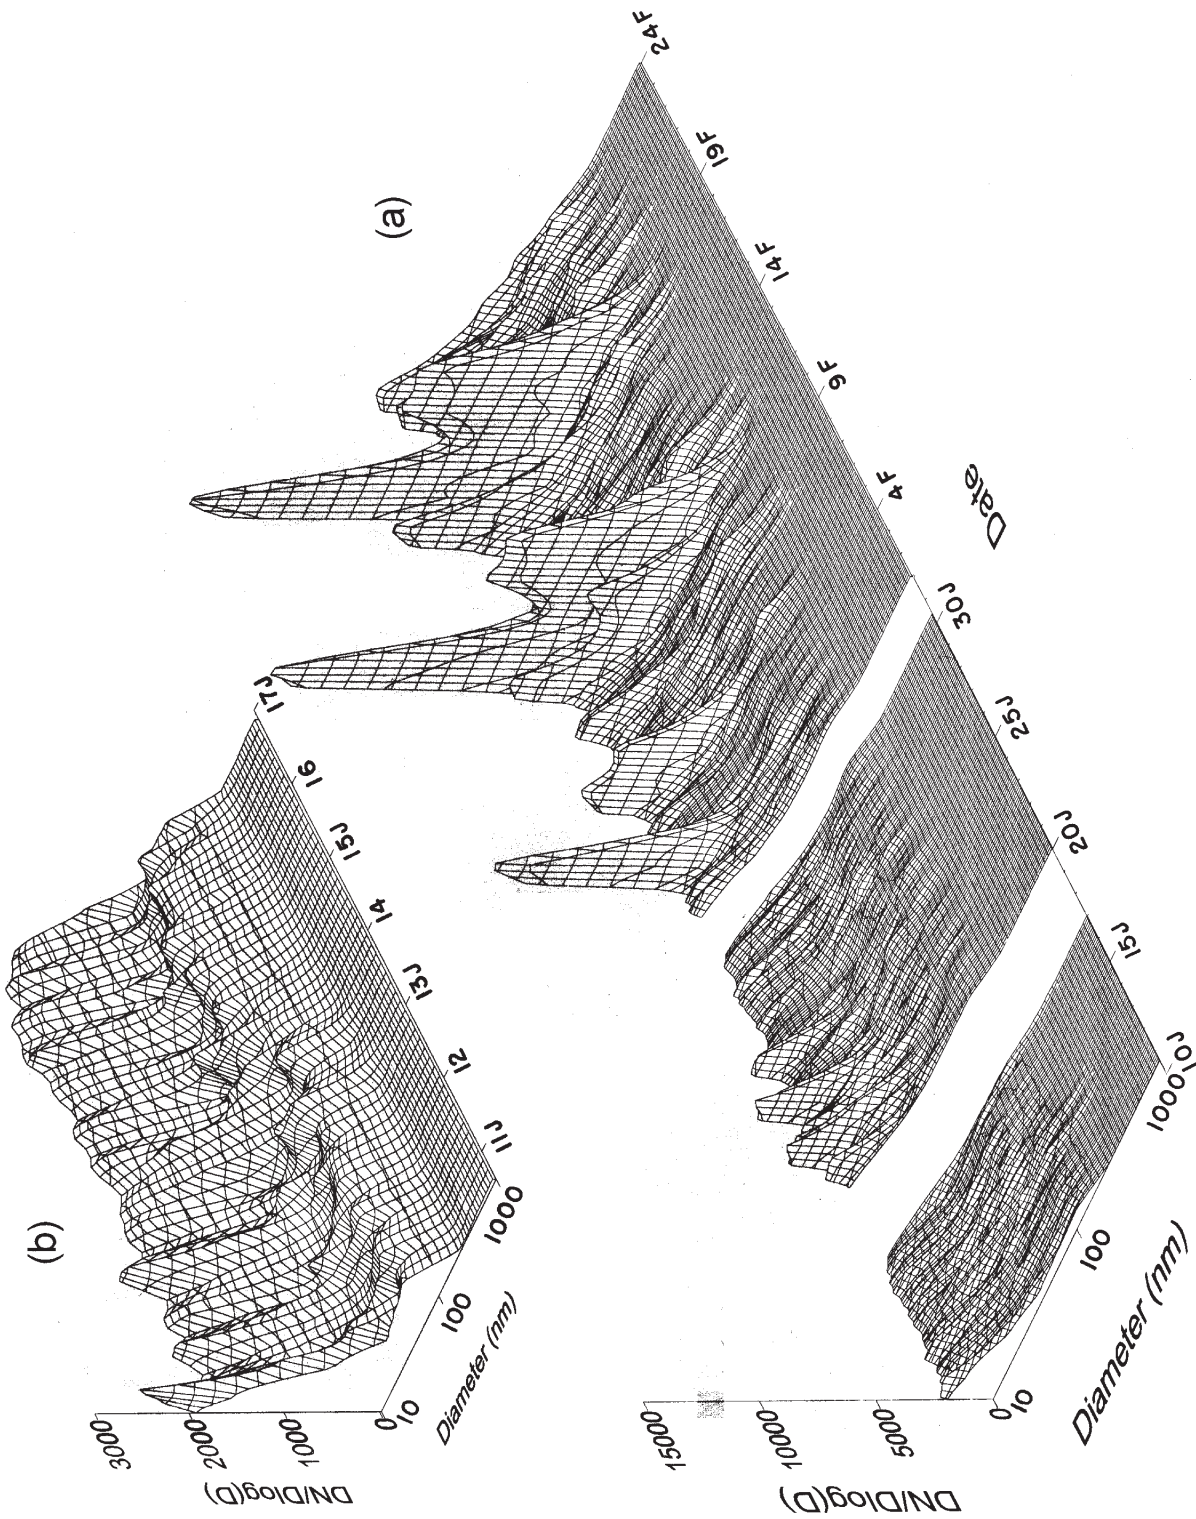 (a)
24F
19F
14F
9F
4F
30J
25J
20J
15J
10J
Date
1000
100
10
Diameter (nm)
15000
10000
5000
0
DN/Dlog(D)
(b)
17J
16
15J
14
13J
12
11J
1000
100
10
Diameter (nm)
3000
2000
1000
0
DN/Dlog(D)